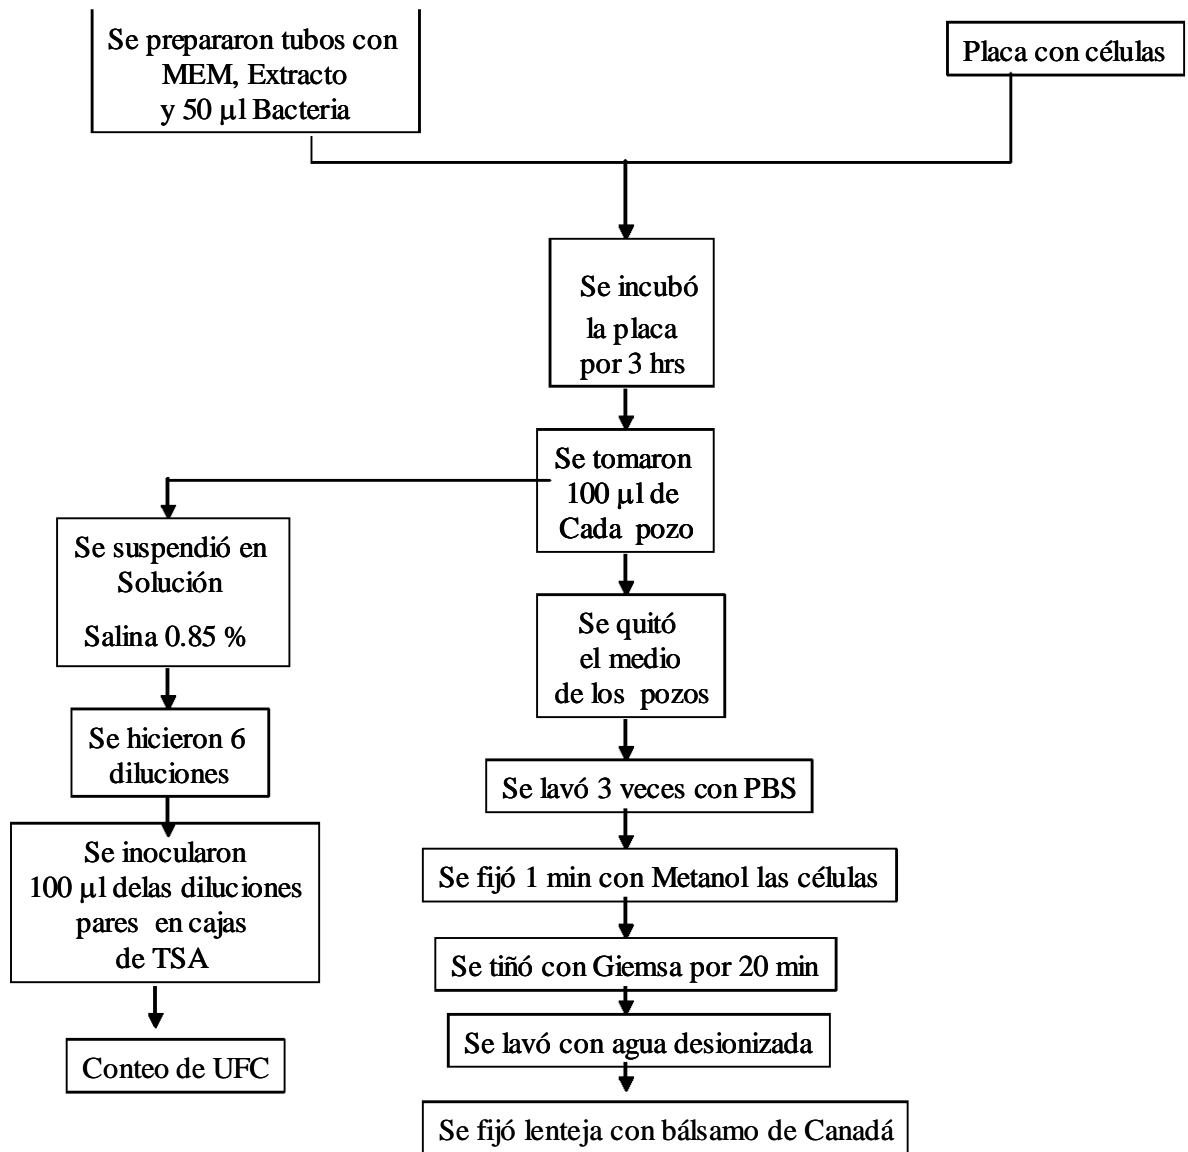 Se prepararon tubos con
MEM, Extracto
y 50 µl Bacteria
Placa con células
Se incubó
la placa
por 3 hrs
Se tomaron
100 µl de
Cada pozo
Se suspendió en
Solución
Salina 0.85 %
Se hicieron 6
diluciones
Se inocularon
100 µl delas diluciones
pares en cajas
de TSA
Conteo de UFC
Se quitó
el medio
de los pozos
Se lavó 3 veces con PBS
Se fijó 1 min con Metanol las células
Se tiñó con Giemsa por 20 min
Se lavó con agua desionizada
Se fijó lenteja con bálsamo de Canadá